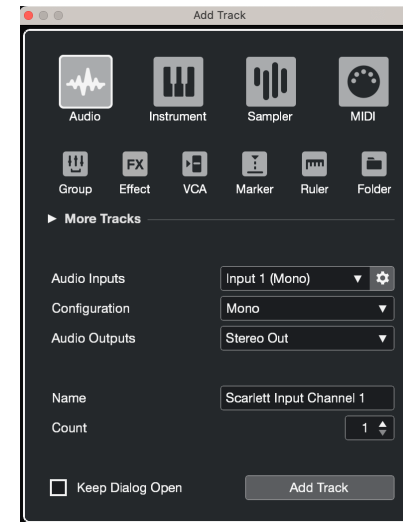 Add Track
Audio Instrument Sampler MIDI
FX
Group Effect VCA Marker Ruler Folder
More Tracks
Audio Inputs Input 1 (Mono)
Configuration Mono
Audio Outputs Stereo Out
Name Scarlett Input Channel 1
Count 1
Keep Dialog Open Add Track